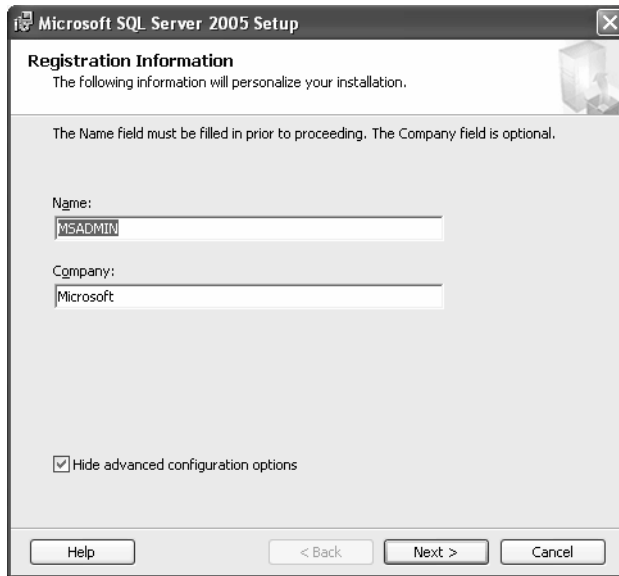 Microsoft SQL Server 2005 Setup
Registration Information
The following information will personalize your installation.
The Name field must be filled in prior to proceeding. The Company field is optional.
Name:
MSADMIN
Company:
Microsoft
Hide advanced configuration options
Help
< Back
Next >
Cancel